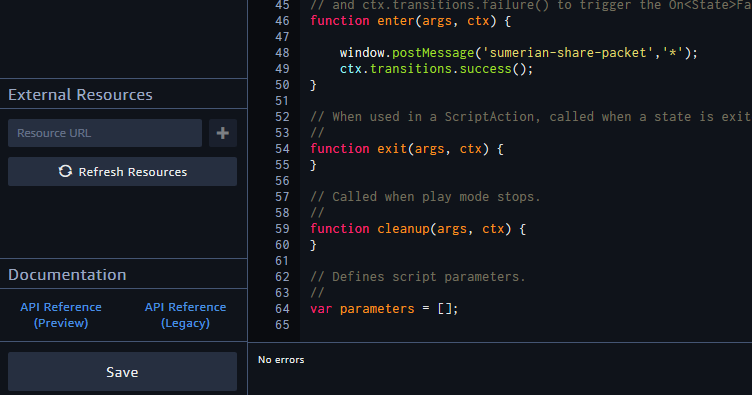 External Resources
Resource URL
+
Refresh Resources
Documentation
API Reference (Preview)
API Reference (Legacy)
Save
45 // and ctx.transitions.failure() to trigger the On<State>Fa
46 function enter(args, ctx) {
47
48 window.postMessage('sumerian-share-packet','*');
49 ctx.transitions.success();
50 }
51
52 // When used in a ScriptAction, called when a state is exit
53 //
54 function exit(args, ctx) {
55 }
56
57 // Called when play mode stops.
58 //
59 function cleanup(args, ctx) {
60 }
61
62 // Defines script parameters.
63 //
64 var parameters = [];
65
No errors